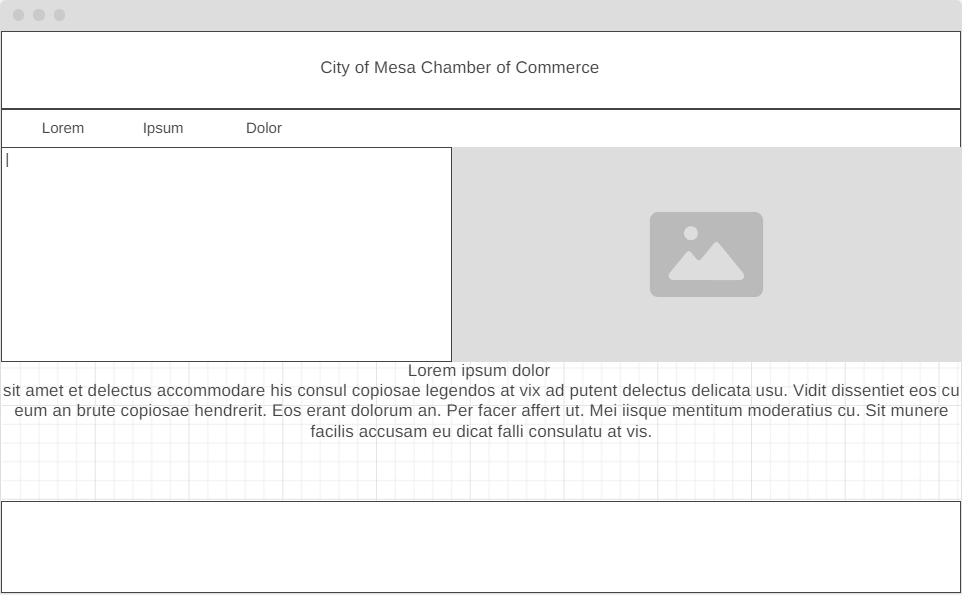 City of Mesa Chamber of Commerce
Lorem Ipsum Dolor
|
Lorem ipsum dolor
sit amet et delectus accommodare his consul copiosae legendos at vix ad putent delectus delicata usu. Vidit dissentiet eos cu
eum an brute copiosae hendrerit. Eos erant dolorum an. Per facer affert ut. Mei iisque mentitum moderatius cu. Sit munere
facilis accusam eu dicat falli consulatu at vis.